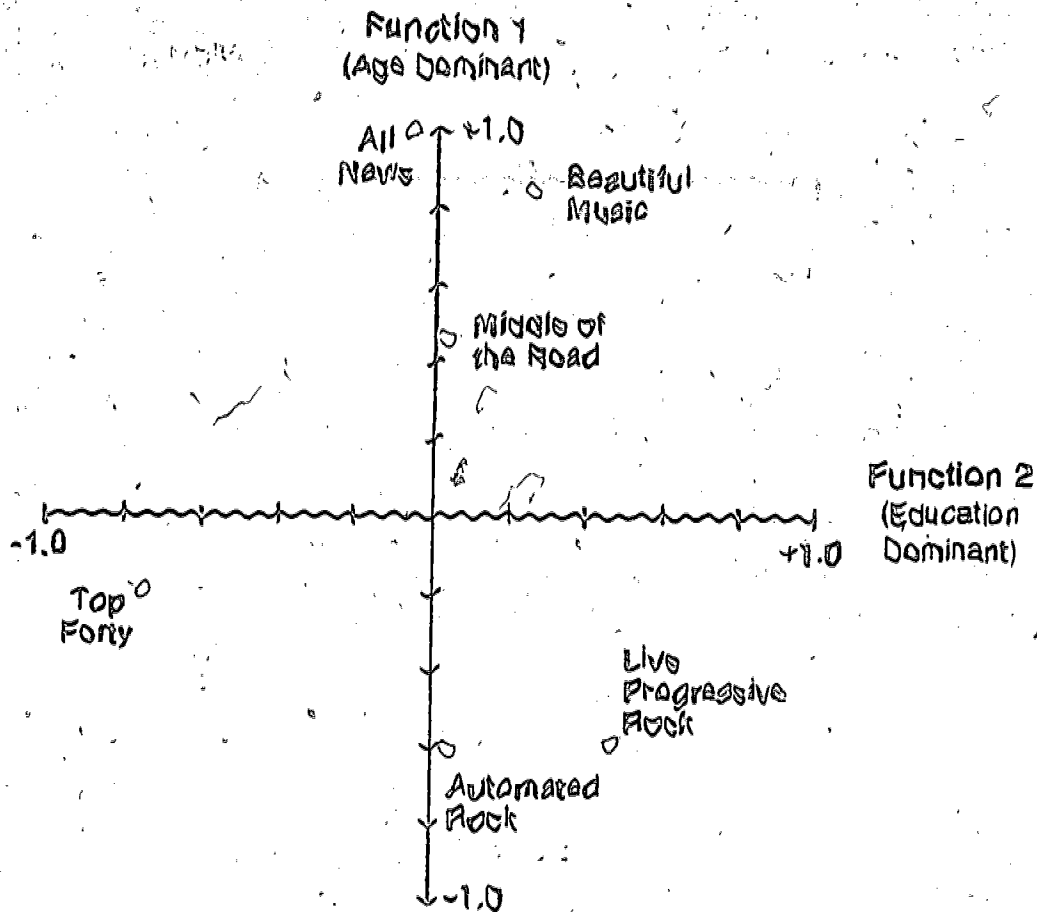 Function 1
(Age Dominant)
All
News
+1.0
Beautiful
Music
Middle of
the Road
Function 2
(Education
Dominant)
-1.0
+1.0
Top
Forty
Live
Progressive
Rock
Automated
Rock
-1.0